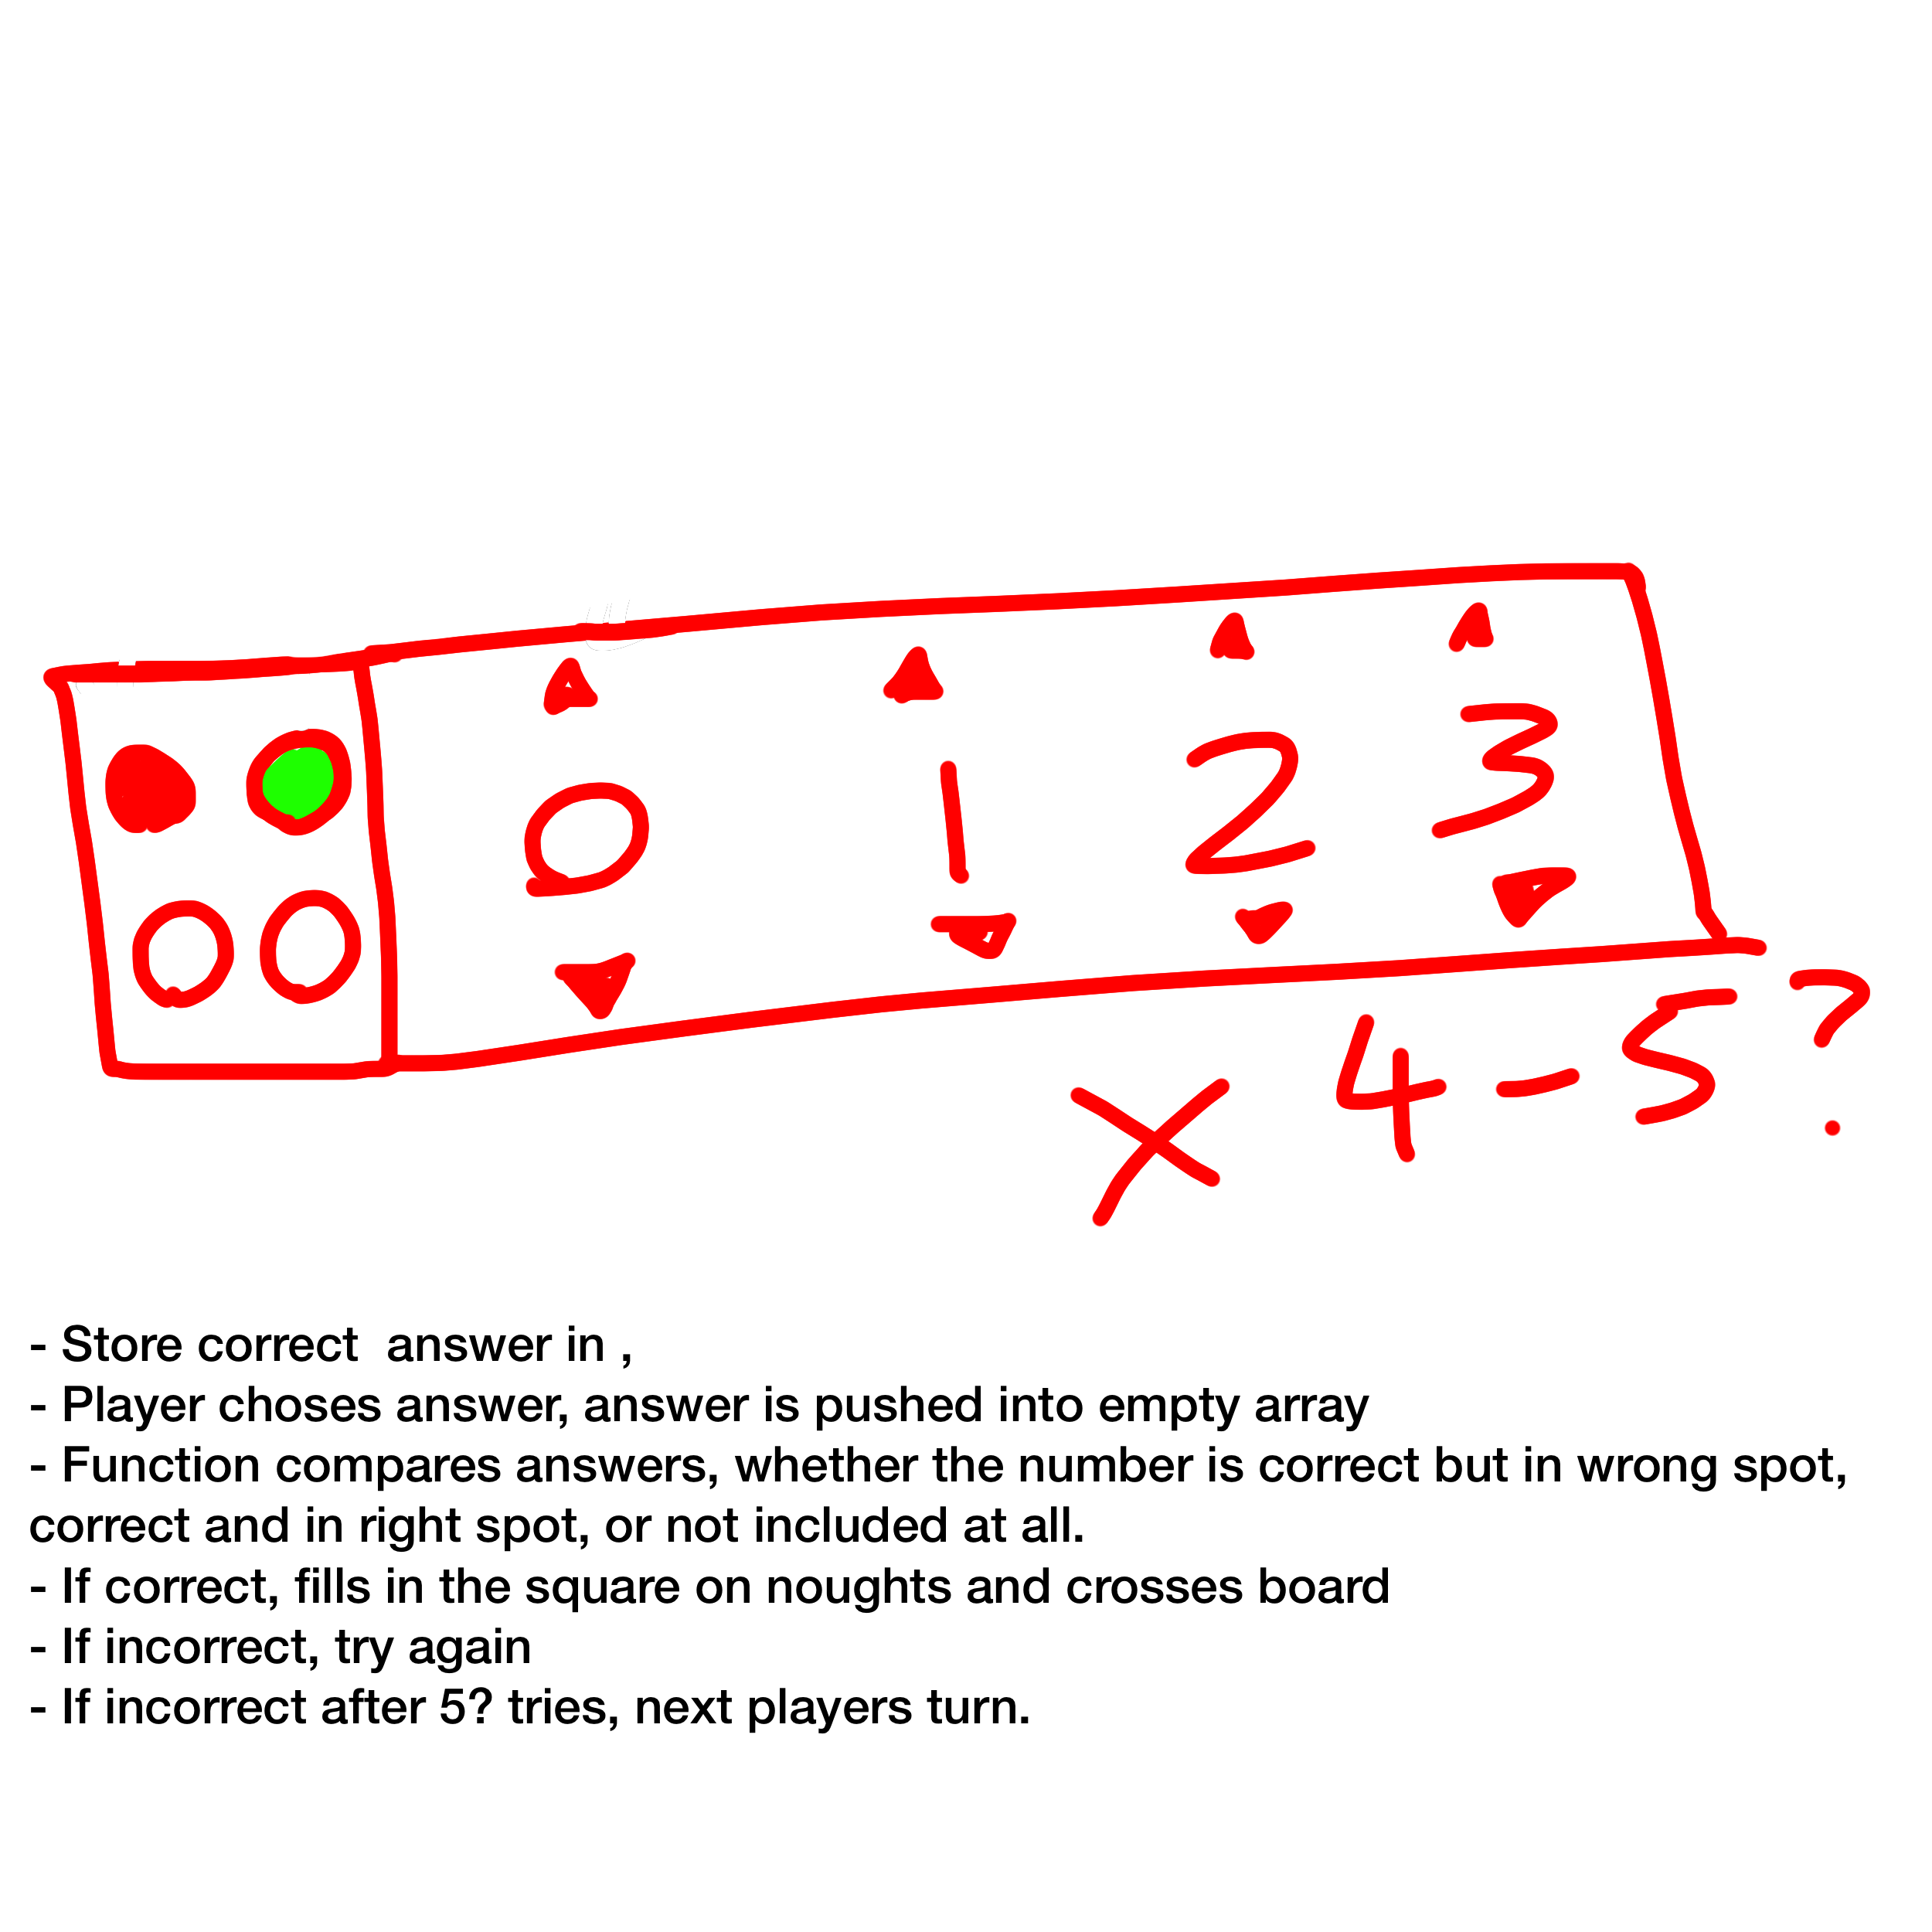 0 1 2 3
X 4 - 5 ?
- Store correct  answer in ,
- Player choses answer, answer is pushed into empty array
- Function compares answers, whether the number is correct but in wrong spot,
correct and in right spot, or not included at all.
- If correct, fills in the square on noughts and crosses board
- If incorrect, try again
- If incorrect after 5? tries, next players turn.